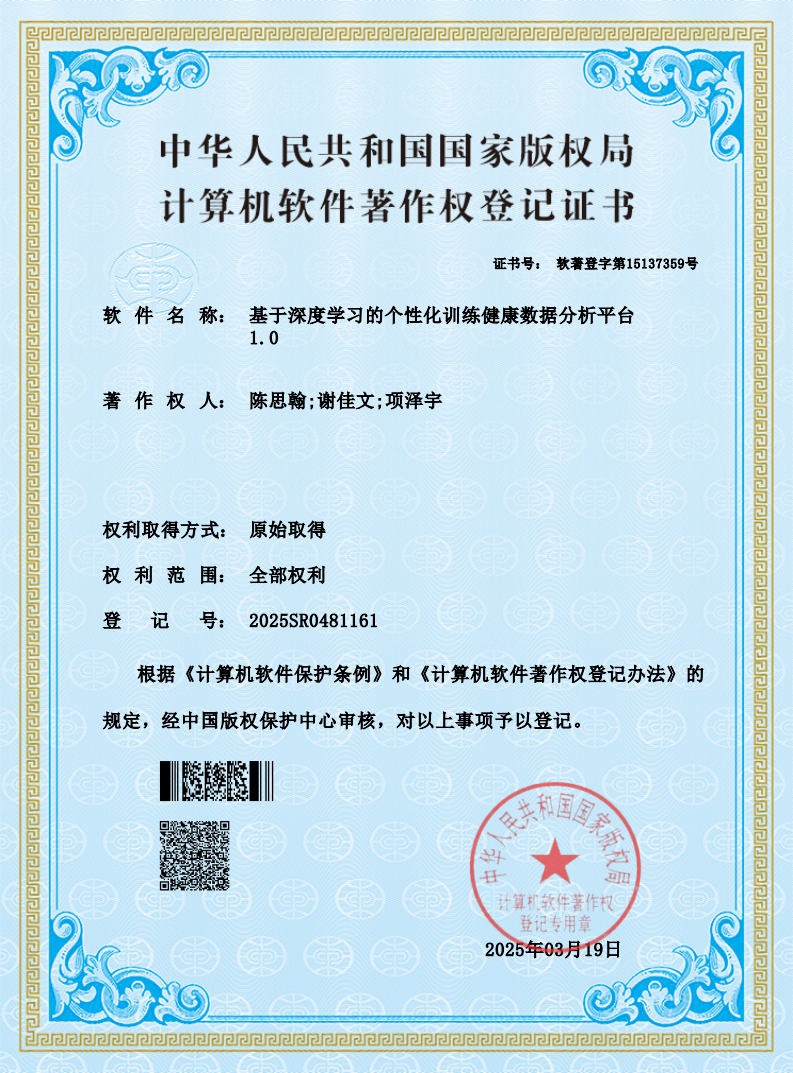 中华人民共和国国家版权局
计算机软件著作权登记证书
证书号： 软著登字第15137359号
软件名称： 基于深度学习的个性化训练健康数据分析平台
1.0
著作权人： 陈思翰;谢佳文;项泽宇
权利取得方式： 原始取得
权利范围： 全部权利
登记号： 2025SR0481161
根据《计算机软件保护条例》和《计算机软件著作权登记办法》的
规定，经中国版权保护中心审核，对以上事项予以登记。
中华人民共和国国家版权局
计算机软件著作权
登记专用章
2025年03月19日